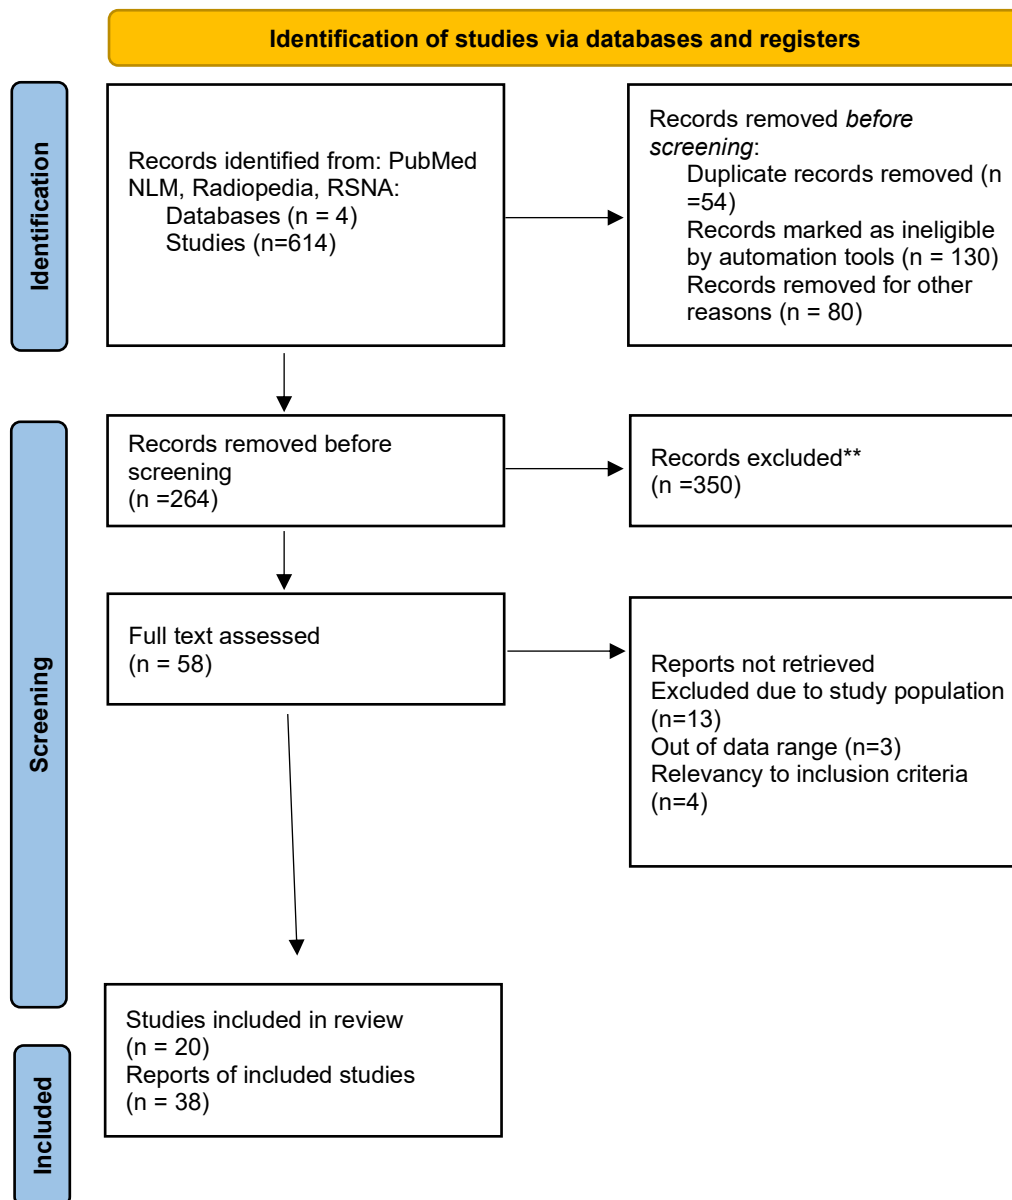 Identification of studies via databases and registers
Identification
Records identified from: PubMed
NLM, Radiopedia, RSNA:
Databases (n = 4)
Studies (n=614)
Records removed before
screening:
Duplicate records removed (n
=54)
Records marked as ineligible
by automation tools (n = 130)
Records removed for other
reasons (n = 80)
Screening
Records removed before
screening
(n =264)
Records excluded**
(n =350)
Full text assessed
(n = 58)
Reports not retrieved
Excluded due to study population
(n=13)
Out of data range (n=3)
Relevancy to inclusion criteria
(n=4)
Included
Studies included in review
(n = 20)
Reports of included studies
(n = 38)